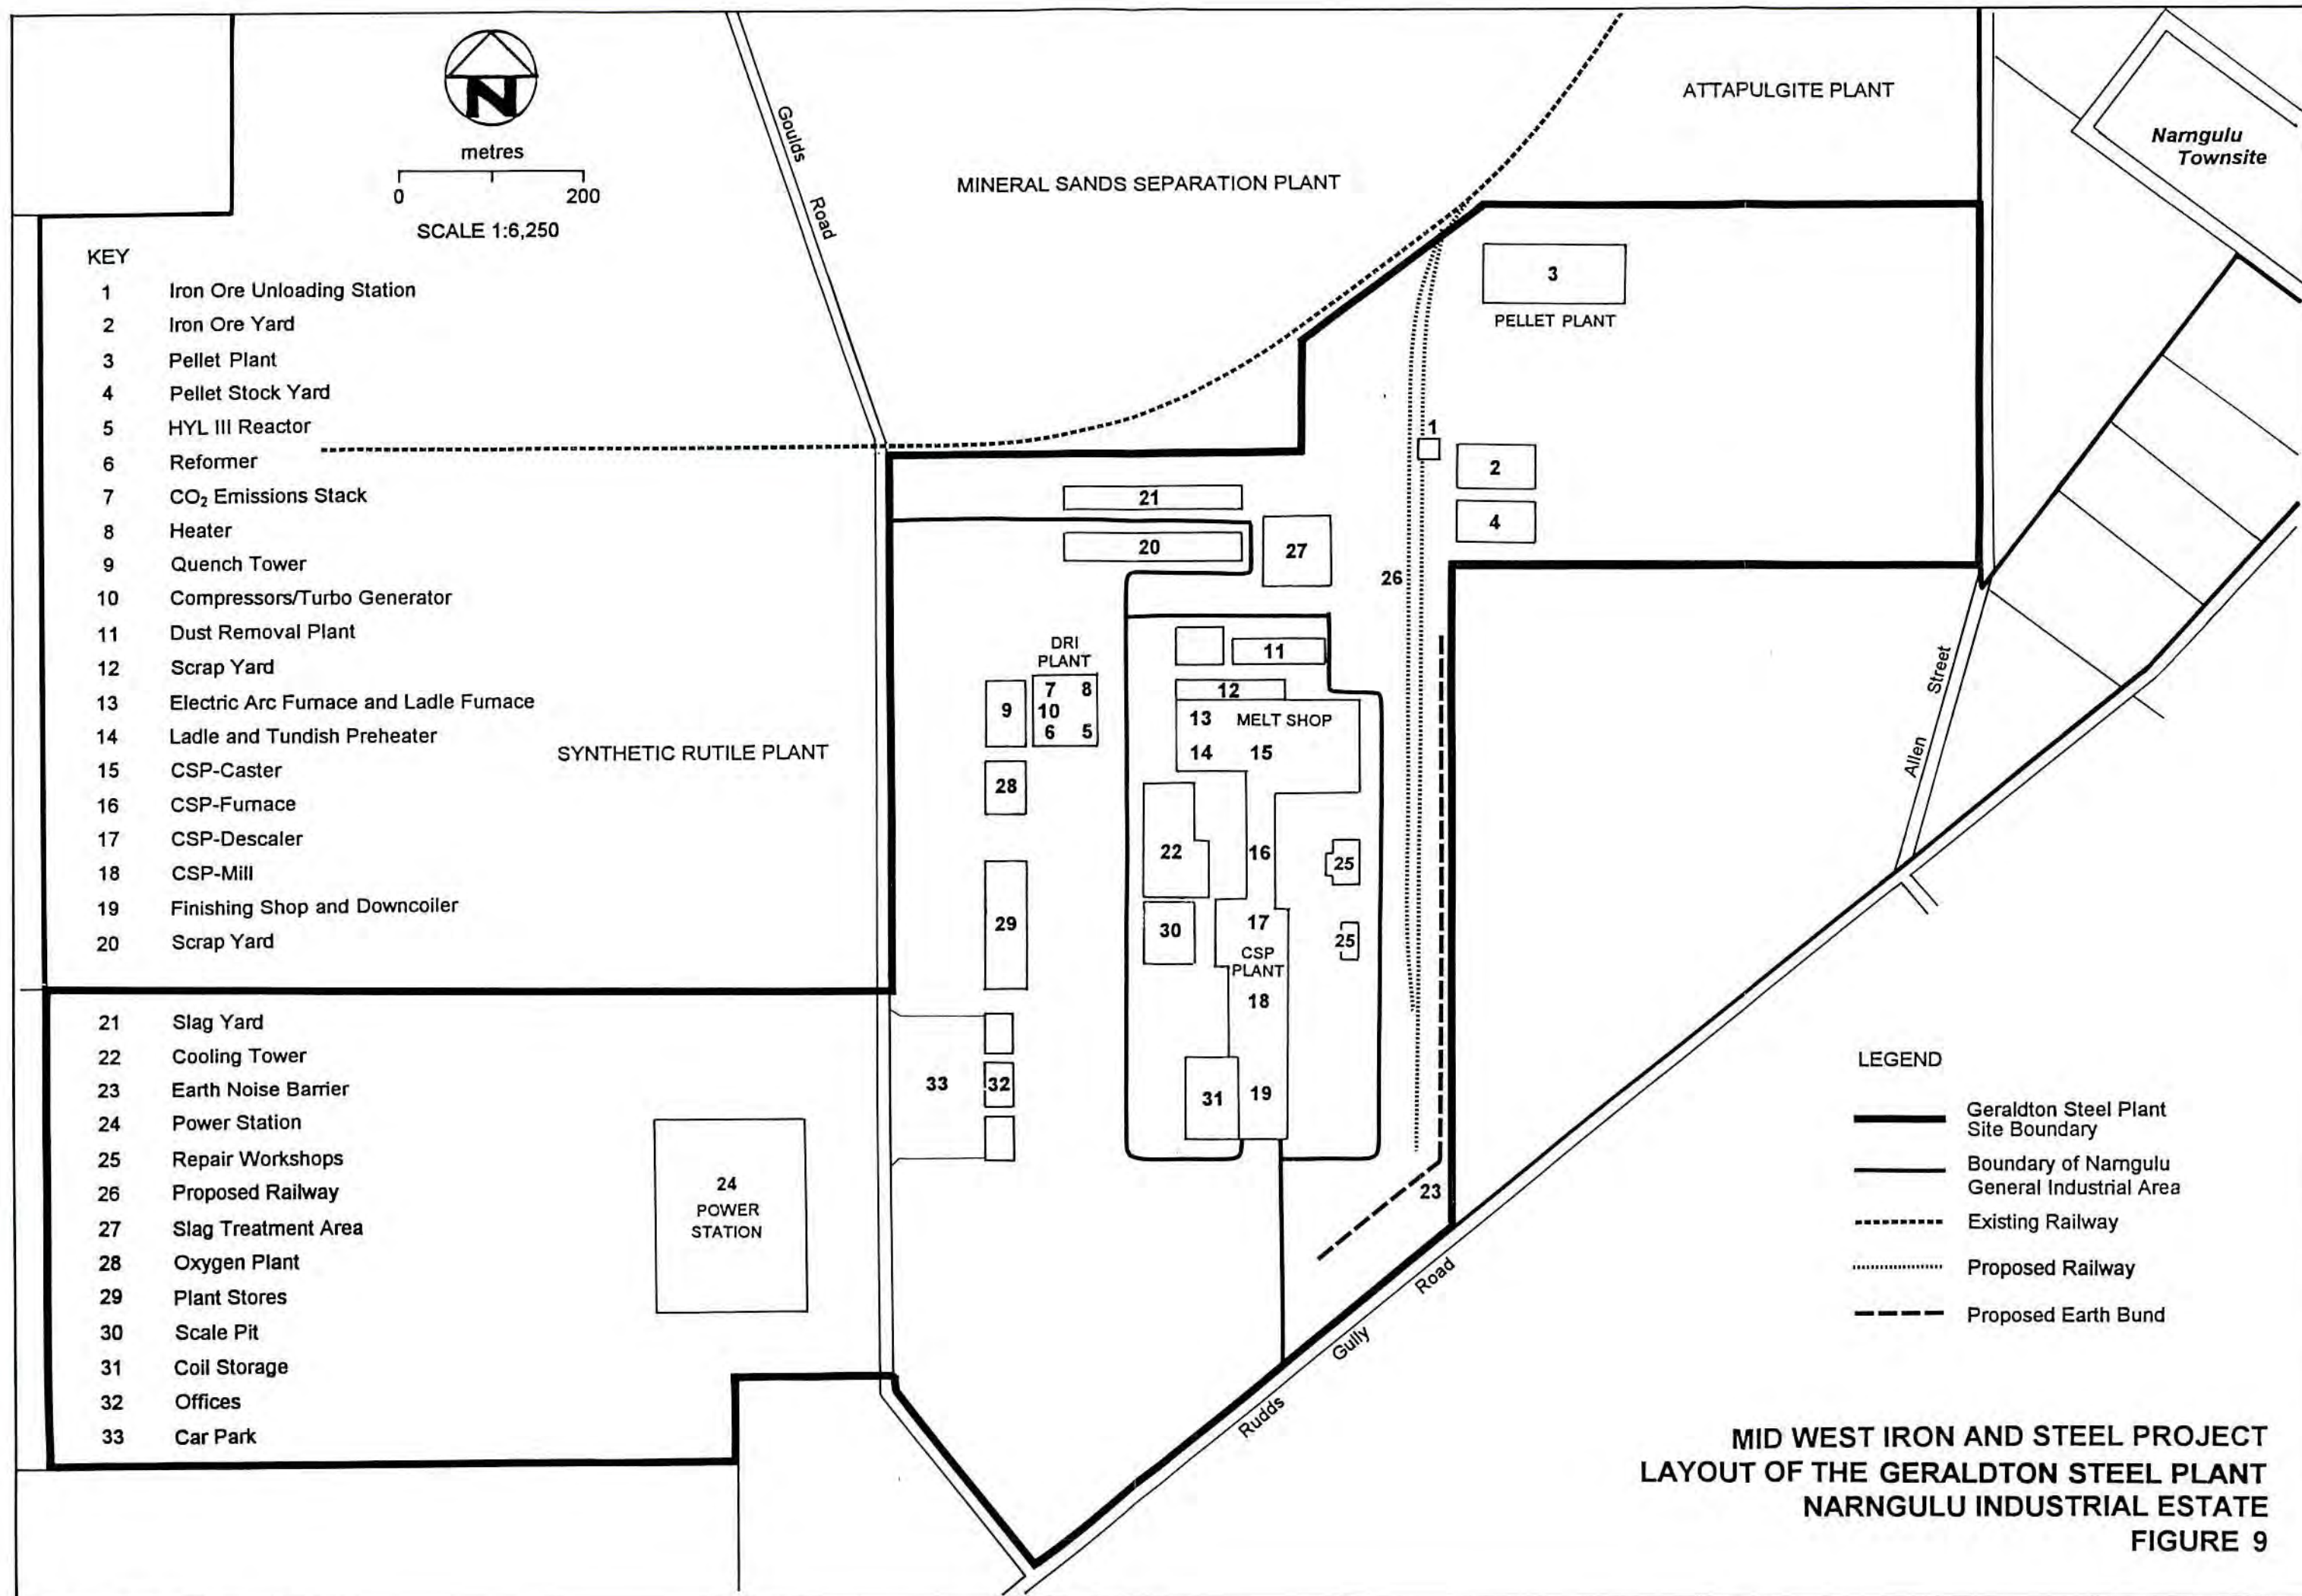 N
metres
0 200
SCALE 1:6,250
Goulds
Road
MINERAL SANDS SEPARATION PLANT
ATTAPULGITE PLANT
Narngulu
Townsite
KEY
1 Iron Ore Unloading Station
2 Iron Ore Yard
3 Pellet Plant
4 Pellet Stock Yard
5 HYL III Reactor
6 Reformer
7 CO₂ Emissions Stack
8 Heater
9 Quench Tower
10 Compressors/Turbo Generator
11 Dust Removal Plant
12 Scrap Yard
13 Electric Arc Furnace and Ladle Furnace
14 Ladle and Tundish Preheater
15 CSP-Caster
16 CSP-Furnace
17 CSP-Descaler
18 CSP-Mill
19 Finishing Shop and Downcoiler
20 Scrap Yard
21 Slag Yard
22 Cooling Tower
23 Earth Noise Barrier
24 Power Station
25 Repair Workshops
26 Proposed Railway
27 Slag Treatment Area
28 Oxygen Plant
29 Plant Stores
30 Scale Pit
31 Coil Storage
32 Offices
33 Car Park
SYNTHETIC RUTILE PLANT
3
PELLET PLANT
1
2
4
21
20
27
26
DRI
PLANT
7 8
10
6 5
9
28
29
11
12
13 MELT SHOP
14 15
22
16
25
30
17
25
CSP
PLANT
18
31 19
33
32
23
24
POWER
STATION
Allen
Street
Rudds
Gully
Road
LEGEND
Geraldton Steel Plant
Site Boundary
Boundary of Narngulu
General Industrial Area
Existing Railway
Proposed Railway
Proposed Earth Bund
MID WEST IRON AND STEEL PROJECT
LAYOUT OF THE GERALDTON STEEL PLANT
NARNGULU INDUSTRIAL ESTATE
FIGURE 9